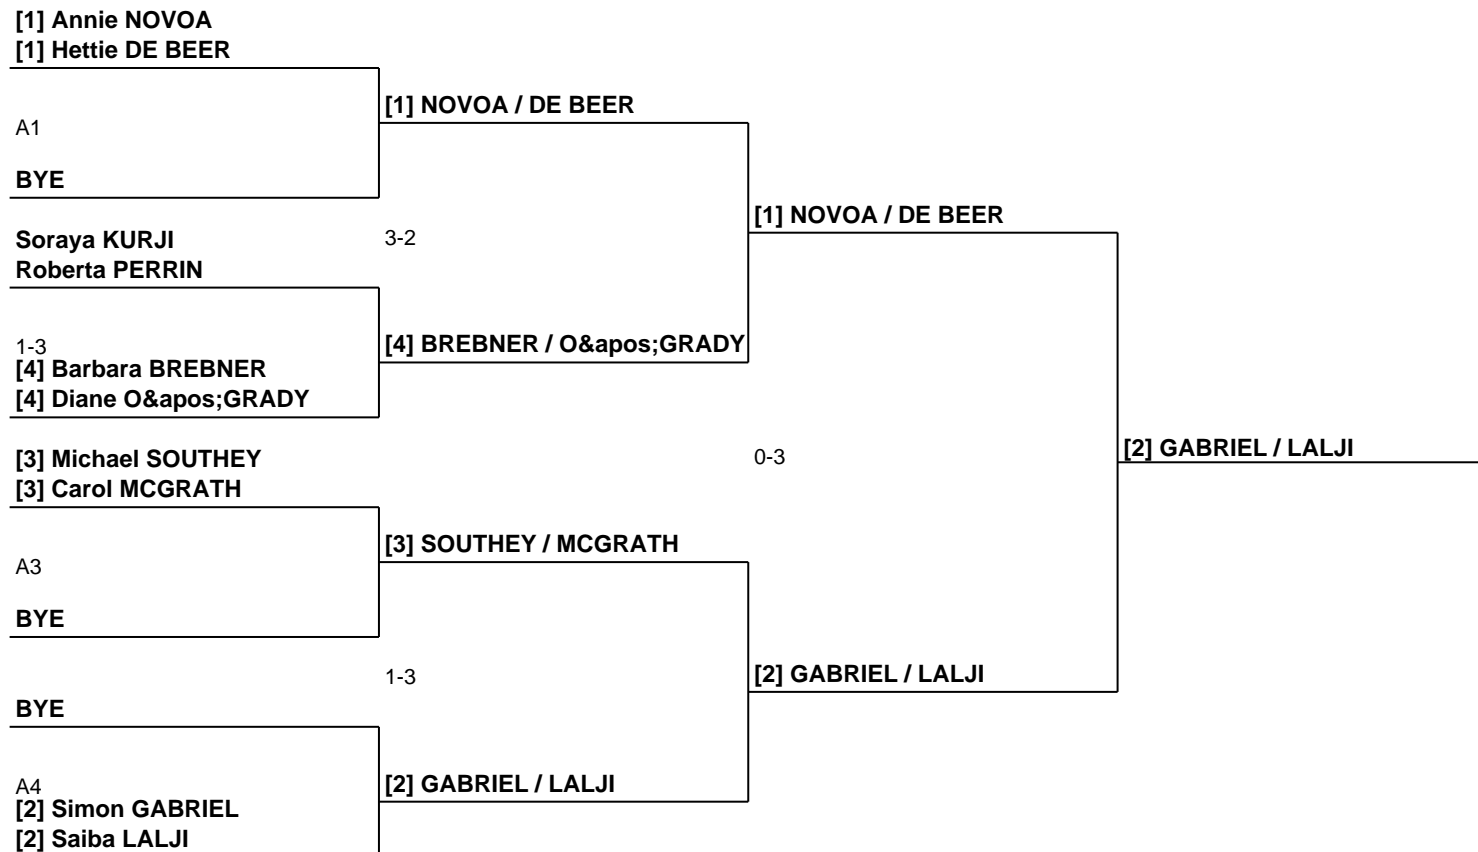 [1] Annie NOVOA
[1] Hettie DE BEER
[1] NOVOA / DE BEER
A1
BYE
[1] NOVOA / DE BEER
Soraya KURJI
3-2
Roberta PERRIN
1-3
[4] BREBNER / O&apos;GRADY
[4] Barbara BREBNER
[4] Diane O&apos;GRADY
[3] Michael SOUTHEY
0-3
[2] GABRIEL / LALJI
[3] Carol MCGRATH
[3] SOUTHEY / MCGRATH
A3
BYE
1-3
[2] GABRIEL / LALJI
BYE
A4
[2] GABRIEL / LALJI
[2] Simon GABRIEL
[2] Saiba LALJI